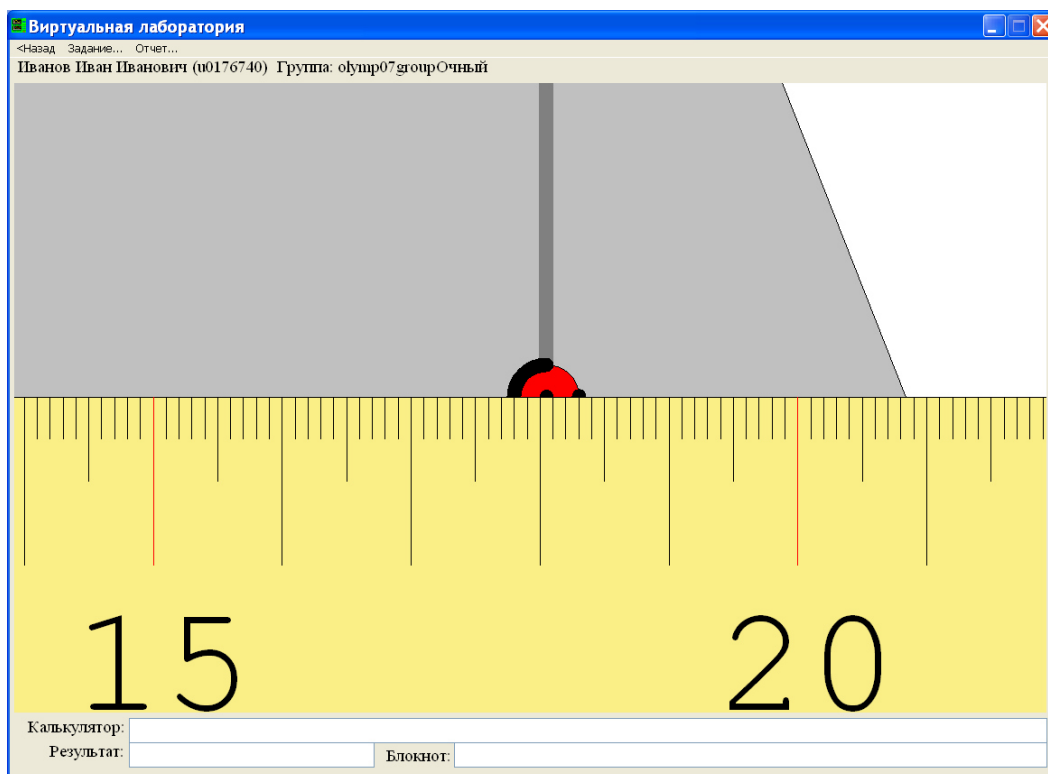 Виртуальная лаборатория
<Назад Задание... Отчет...
Иванов Иван Иванович (u0176740) Группа: olymp07groupОчный
15 20
Калькулятор:
Результат: Блокнот: